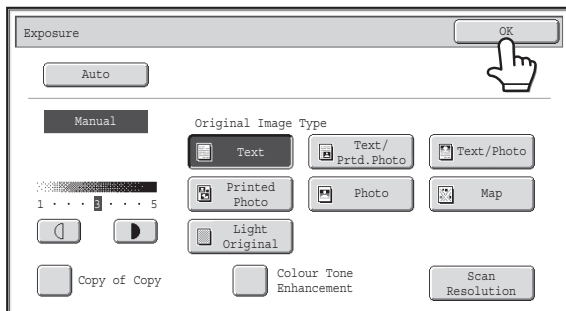 Exposure
OK
Auto
Manual
Original Image Type
Text
Text/
Prtd.Photo
Text/Photo
Printed
Photo
Photo
Map
1 · · · 3 · · · 5
Light
Original
Copy of Copy
Colour Tone
Enhancement
Scan
Resolution